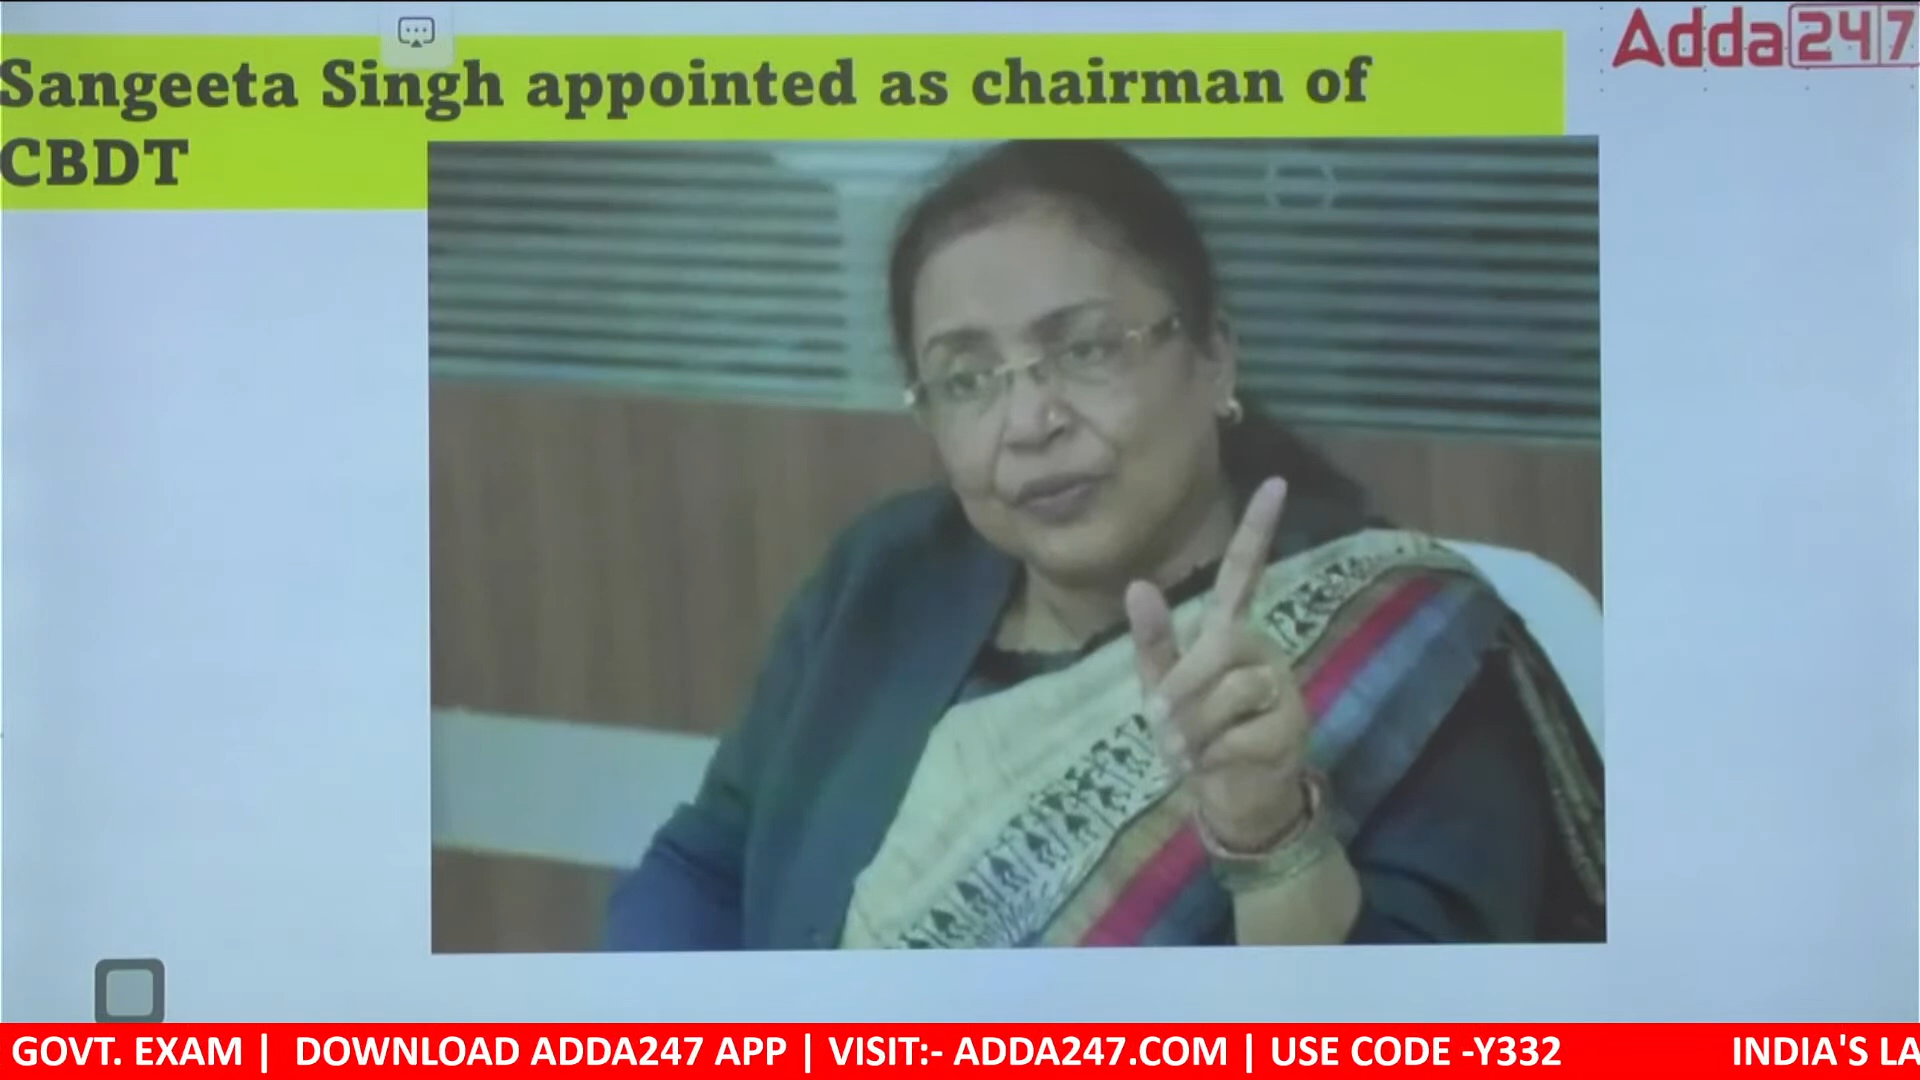 Adda247
Sangeeta Singh appointed as chairman of
CBDT
GOVT. EXAM | DOWNLOAD ADDA247 APP | VISIT:- ADDA247.COM | USE CODE -Y332 INDIA'S LA